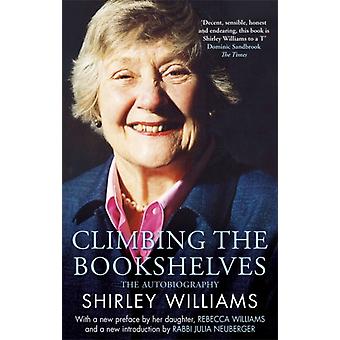 'Decent, sensible, honest
and endearing, this book is
Shirley Williams to a T'
Dominic Sandbrook
The Times
CLIMBING THE
BOOKSHELVES
THE AUTOBIOGRAPHY
SHIRLEY WILLIAMS
With a new preface by her daughter, REBECCA WILLIAMS
and a new introduction by RABBI JULIA NEUBERGER